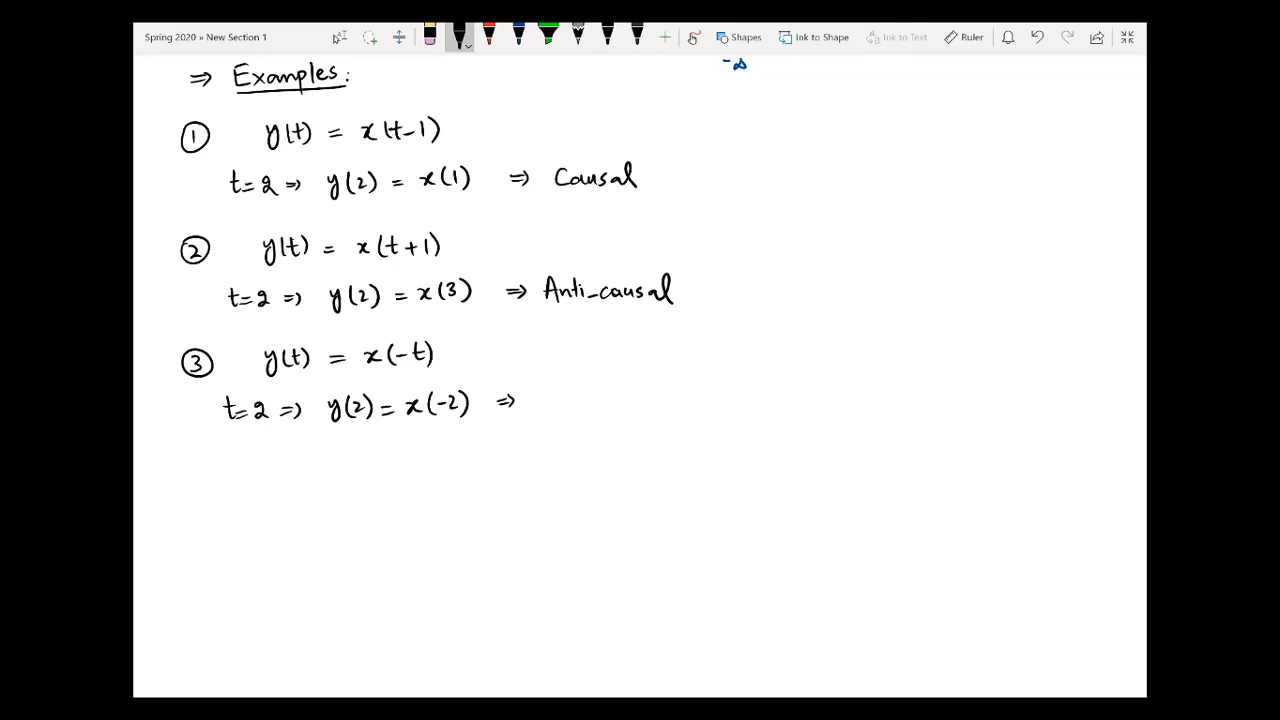 Spring 2020 » New Section 1
Shapes Ink to Shape Ink to Text Ruler
-∞
⇒ Examples:
① y(t) = x(t-1)
t=2 ⇒ y(2) = x(1) ⇒ Causal
② y(t) = x(t+1)
t=2 ⇒ y(2) = x(3) ⇒ Anti-causal
③ y(t) = x(-t)
t=2 ⇒ y(2) = x(-2) ⇒